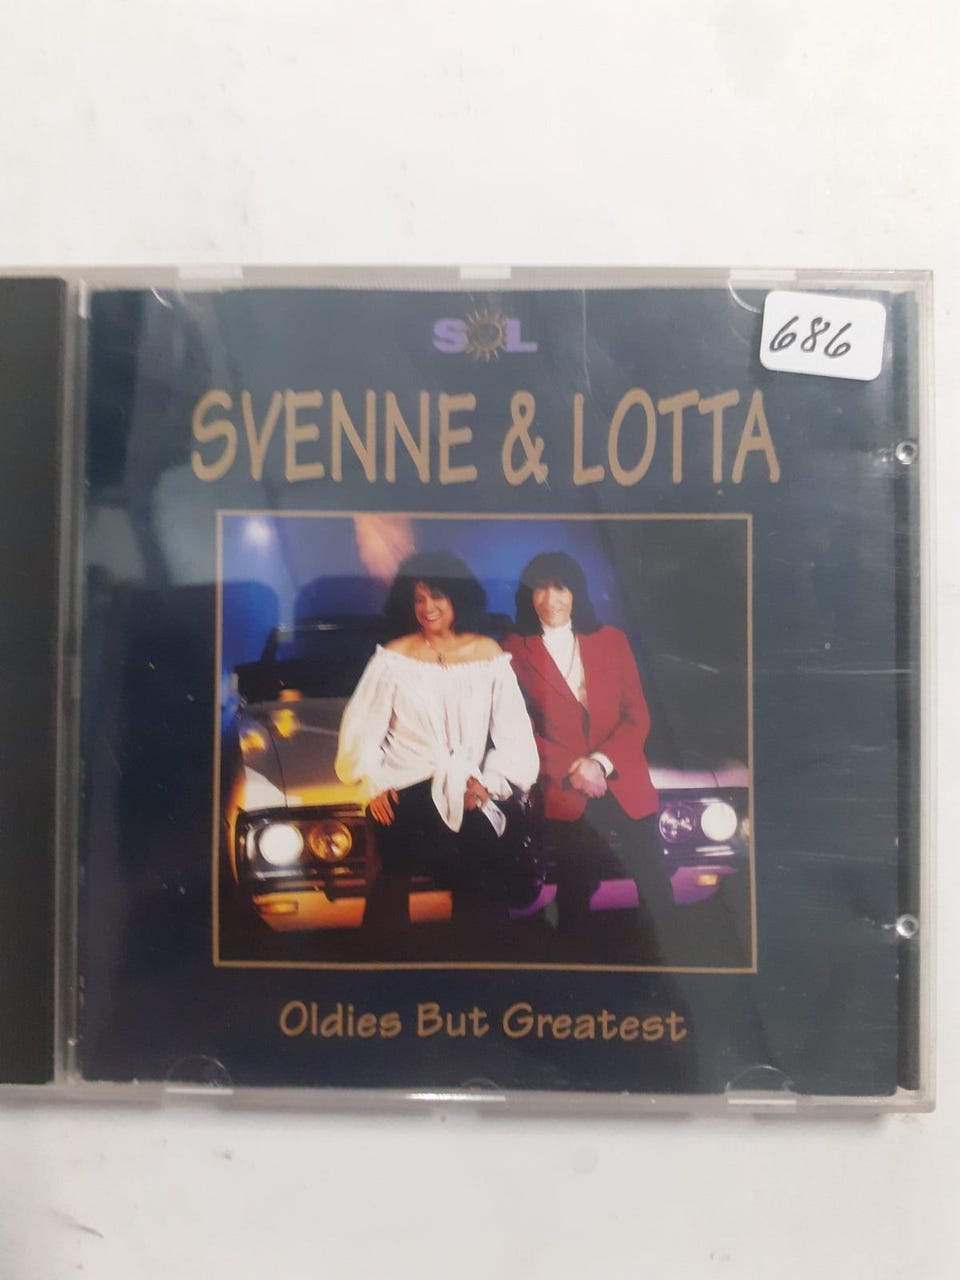 SOL
686
SVENNE & LOTTA
Oldies But Greatest